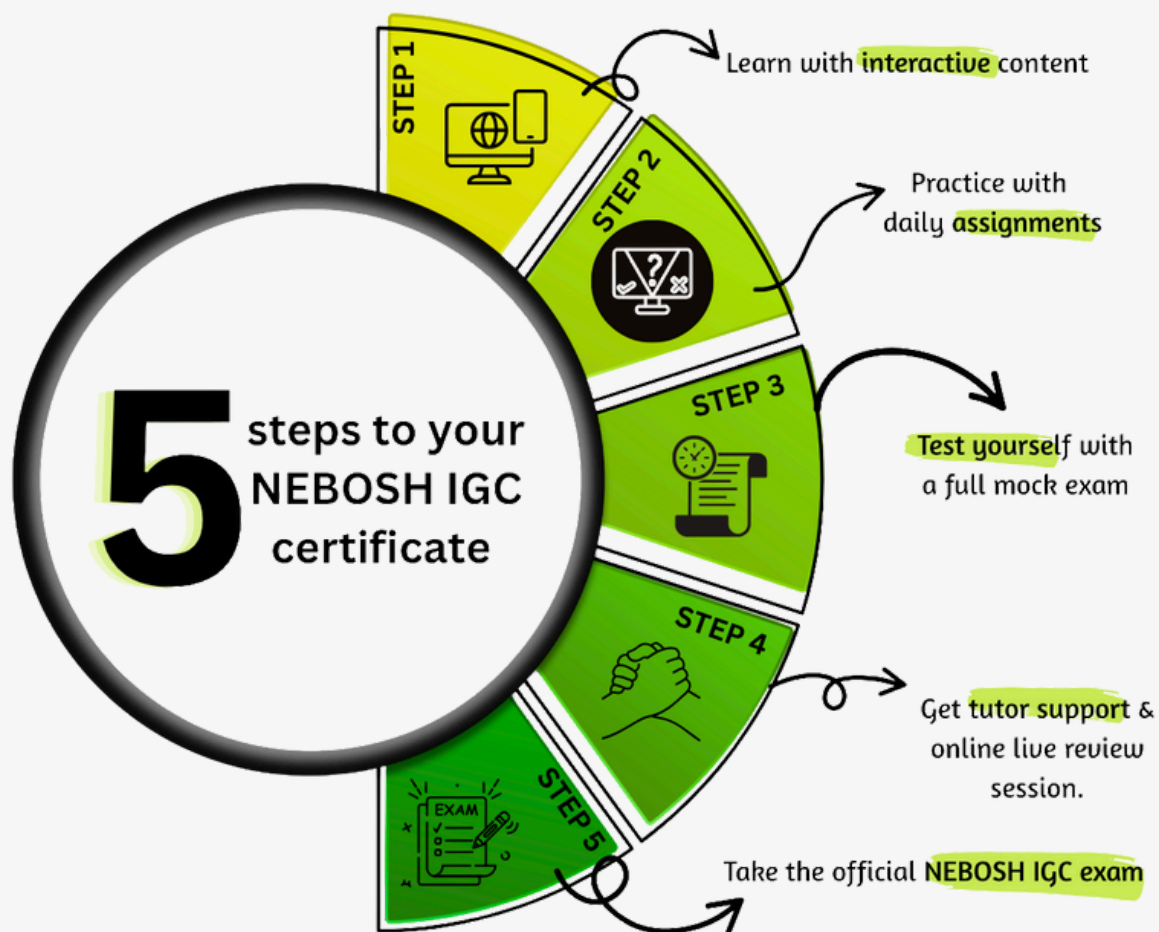 5
steps to your
NEBOSH IGC
certificate
STEP 1
Learn with interactive content
STEP 2
?
Practice with
daily assignments
STEP 3
Test yourself with
a full mock exam
STEP 4
Get tutor support &
online live review
session.
STEP 5
EXAM
Take the official NEBOSH IGC exam